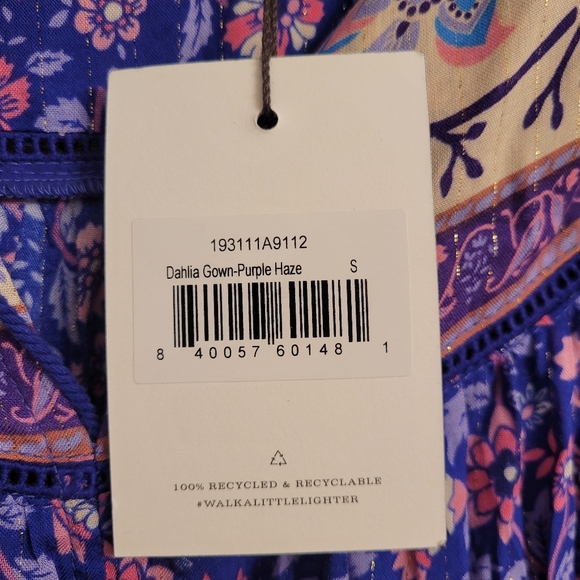 193111A9112
Dahlia Gown-Purple Haze S
8 40057 60148 1
100% RECYCLED & RECYCLABLE
#WALKALITTLELIGHTER